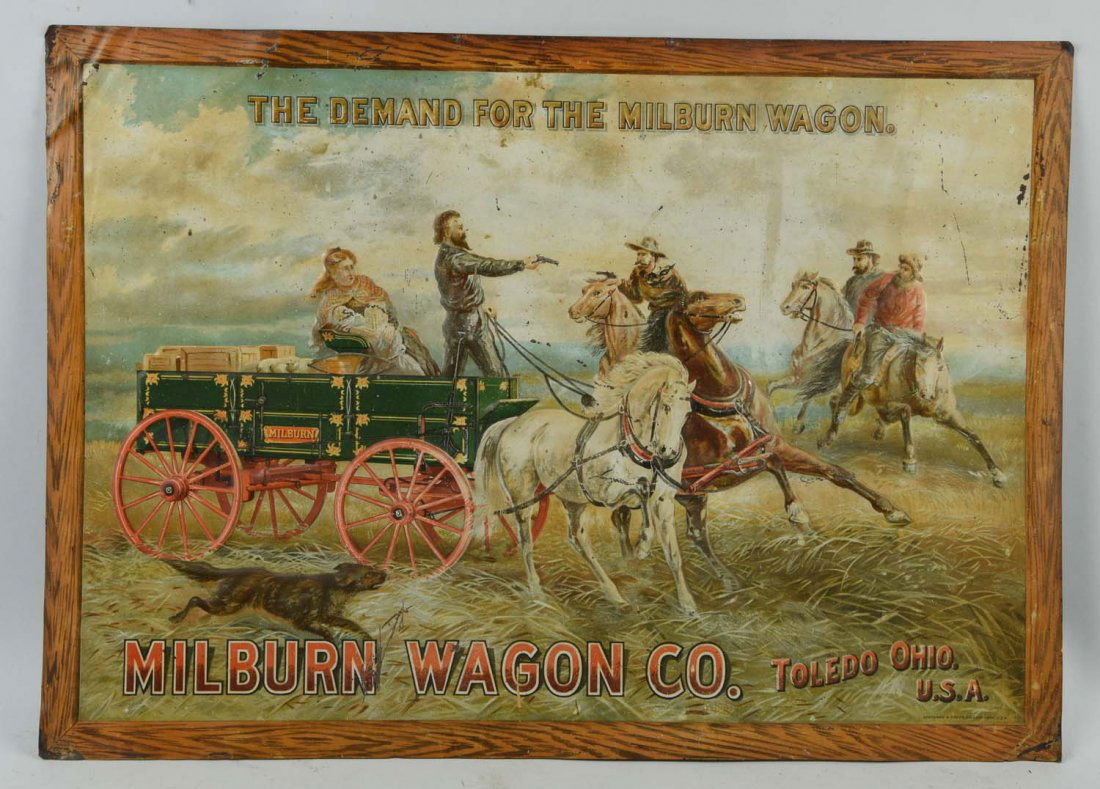 THE DEMAND FOR THE MILBURN WAGON.
MILBURN
MILBURN WAGON CO.
TOLEDO OHIO.
U.S.A.